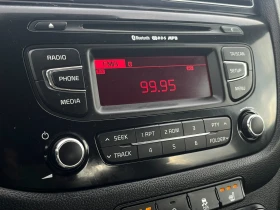 Bluetooth MP3
RADIO
PHONE
MEDIA
99.95
SETUP
SEEK
TRACK
1 RPT 2 RDM 3
4 5 6
PTY
FOLDER